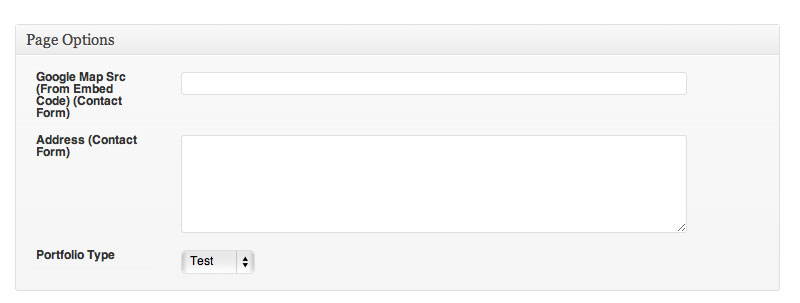 Page Options
Google Map Src
(From Embed
Code) (Contact
Form)
Address (Contact
Form)
Portfolio Type
Test